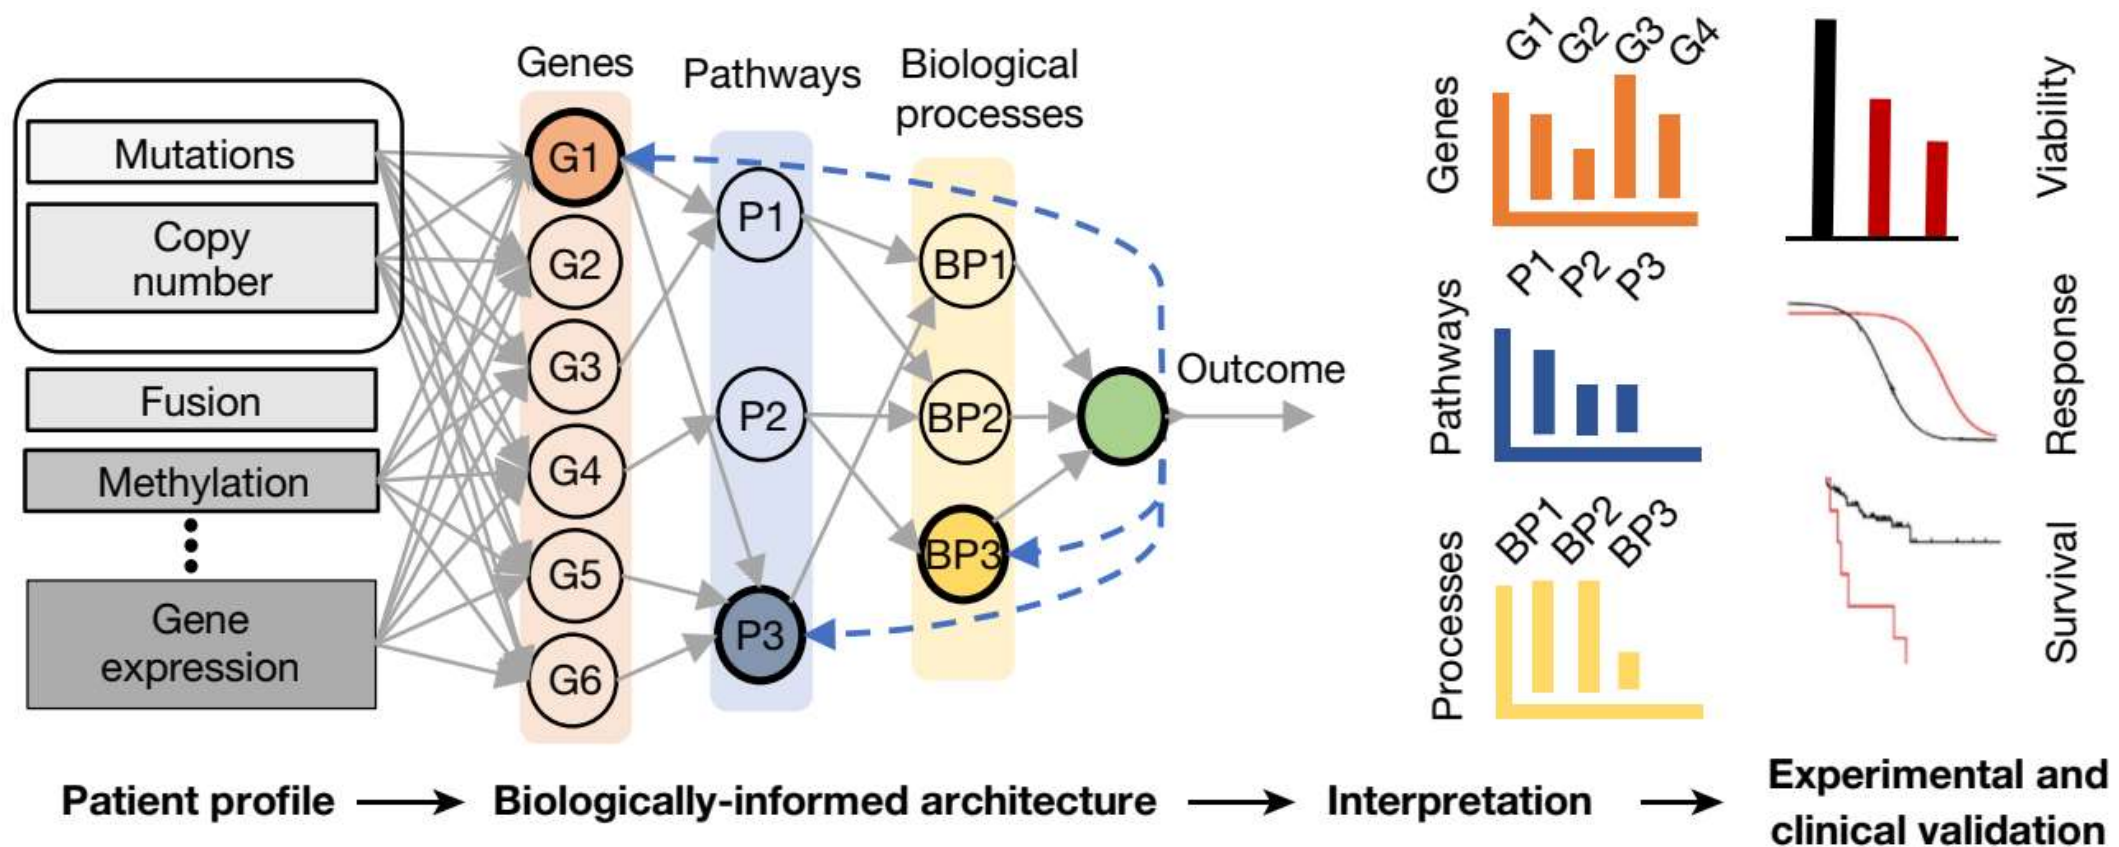 Mutations
Copy
number
Fusion
Methylation
Gene
expression
Genes
G1
G2
G3
G4
G5
G6
Pathways
P1
P2
P3
Biological
processes
BP1
BP2
BP3
Outcome
Genes
G1
G2
G3
G4
Pathways
P1
P2
P3
Processes
BP1
BP2
BP3
Viability
Response
Survival
Patient profile
Biologically-informed architecture
Interpretation
Experimental and
clinical validation